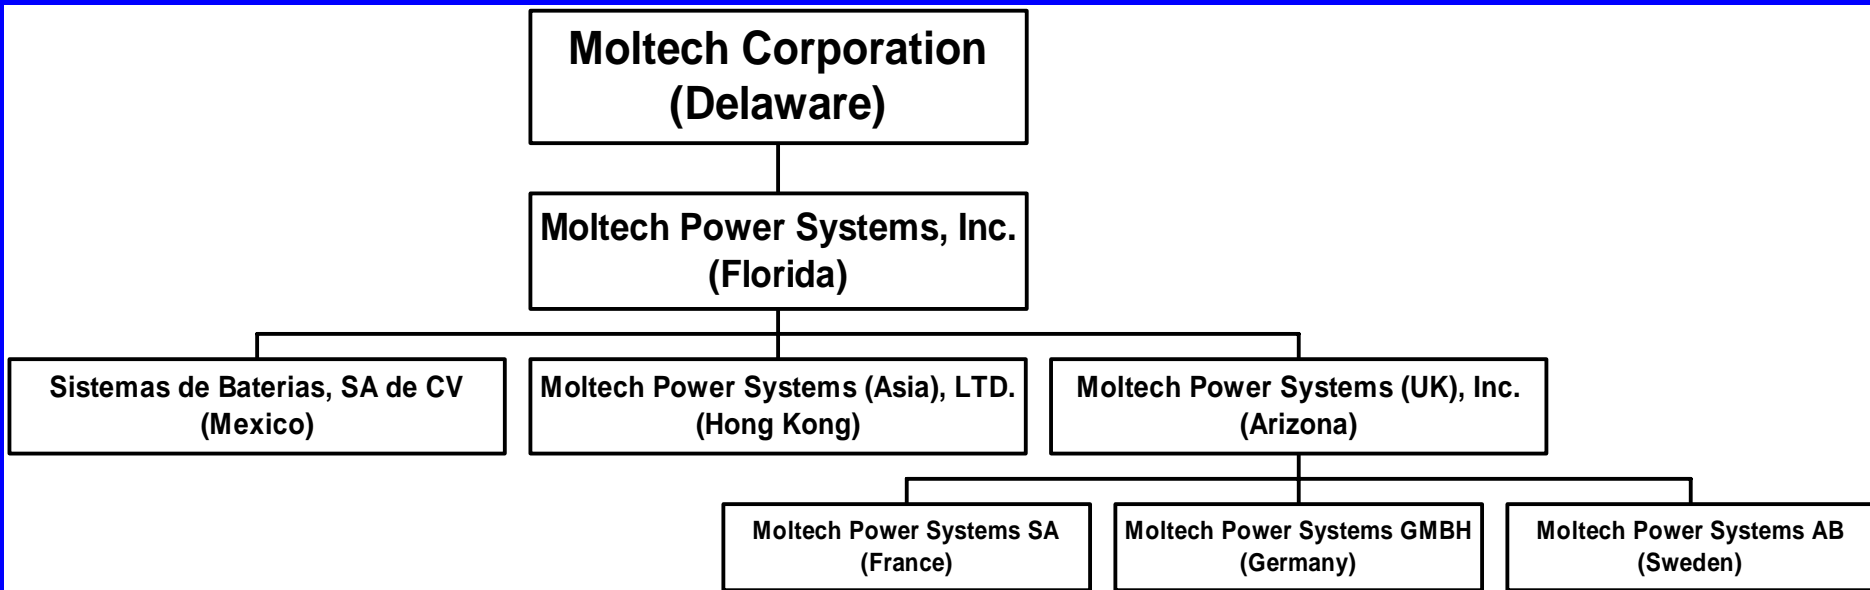 Moltech Corporation
(Delaware)
Moltech Power Systems, Inc.
(Florida)
Sistemas de Baterias, SA de CV
(Mexico)
Moltech Power Systems (Asia), LTD.
(Hong Kong)
Moltech Power Systems (UK), Inc.
(Arizona)
Moltech Power Systems SA
(France)
Moltech Power Systems GMBH
(Germany)
Moltech Power Systems AB
(Sweden)